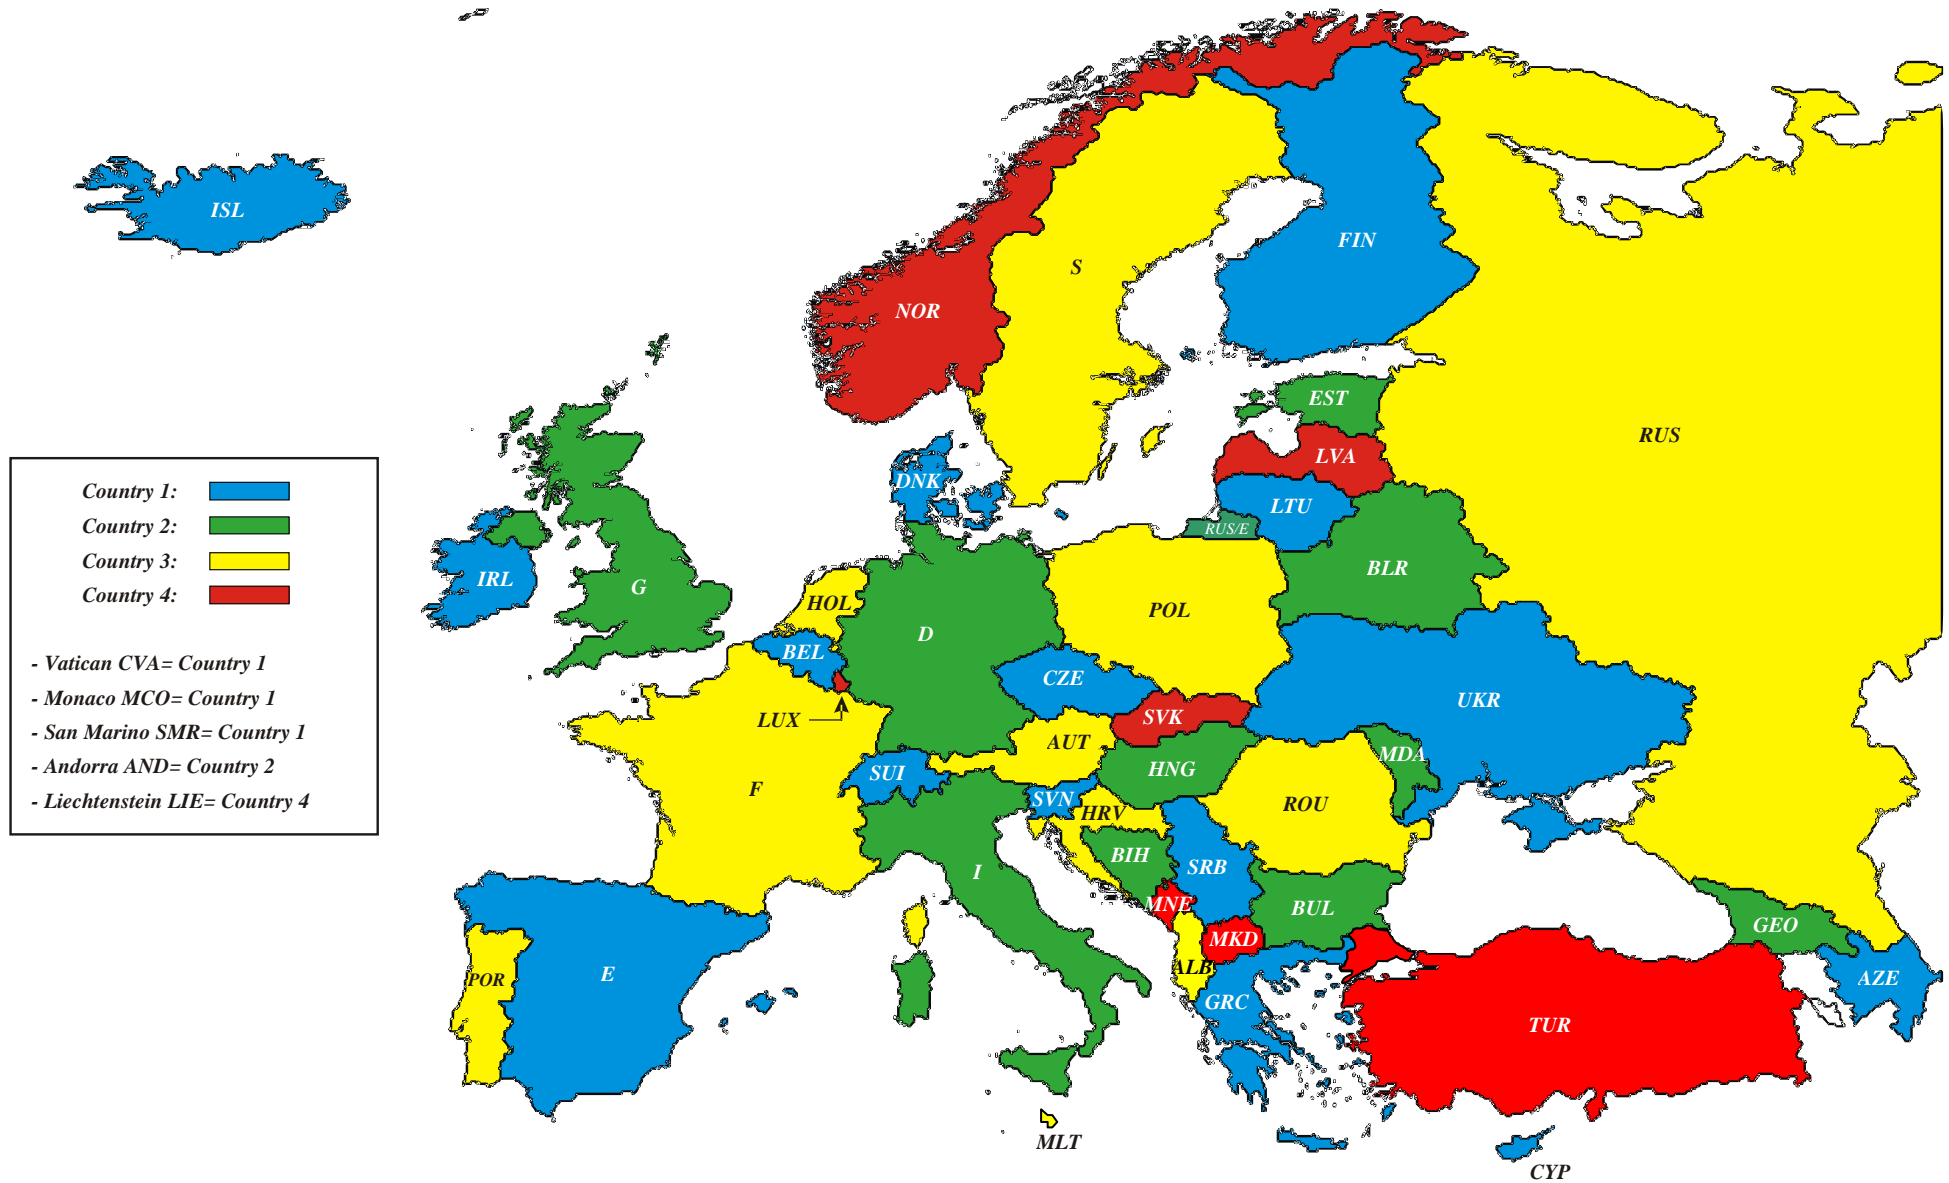 ISL
NOR
S
FIN
RUS
EST
LVA
LTU
RUS/E
DNK
IRL
G
HOL
BEL
LUX
D
POL
BLR
CZE
SVK
UKR
AUT
HNG
MDA
SUI
F
SVN
HRV
ROU
BIH
SRB
I
MNE
BUL
MKD
ALB
GRC
GEO
AZE
TUR
POR
E
MLT
CYP
Country 1:
Country 2:
Country 3:
Country 4:
- Vatican CVA= Country 1
- Monaco MCO= Country 1
- San Marino SMR= Country 1
- Andorra AND= Country 2
- Liechtenstein LIE= Country 4